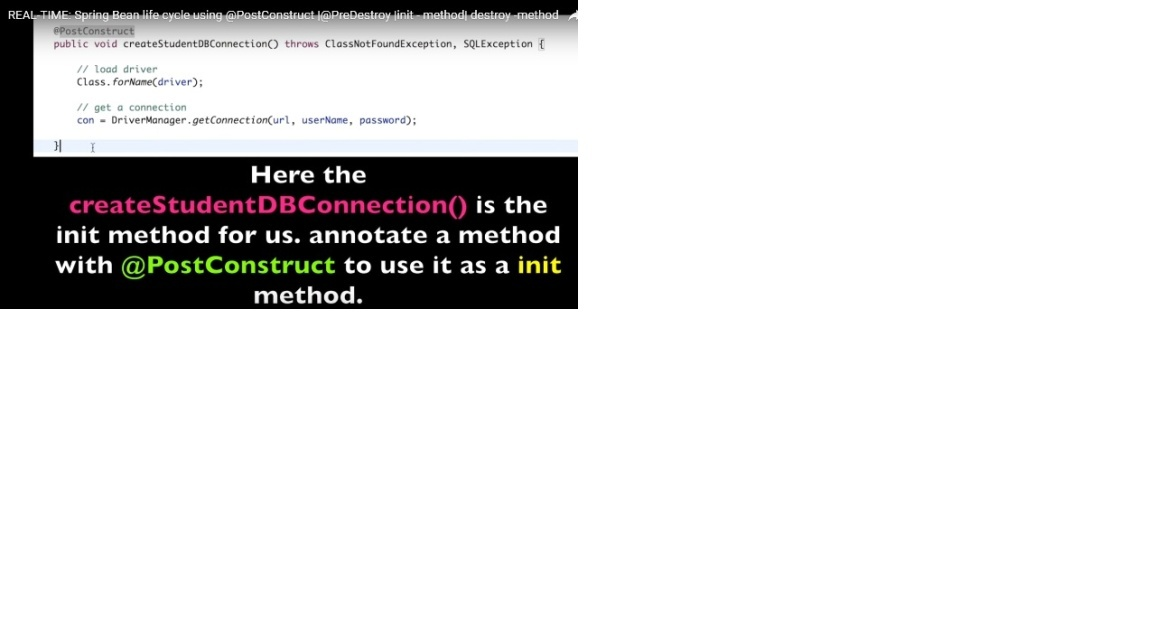 REAL-TIME: Spring Bean life cycle using @PostConstruct |@PreDestroy |init - method| destroy -method
@PostConstruct
public void createStudentDBConnection() throws ClassNotFoundException, SQLException {
// load driver
Class.forName(driver);
// get a connection
con = DriverManager.getConnection(url, userName, password);
}
Here the
createStudentDBConnection() is the
init method for us. annotate a method
with @PostConstruct to use it as a init
method.